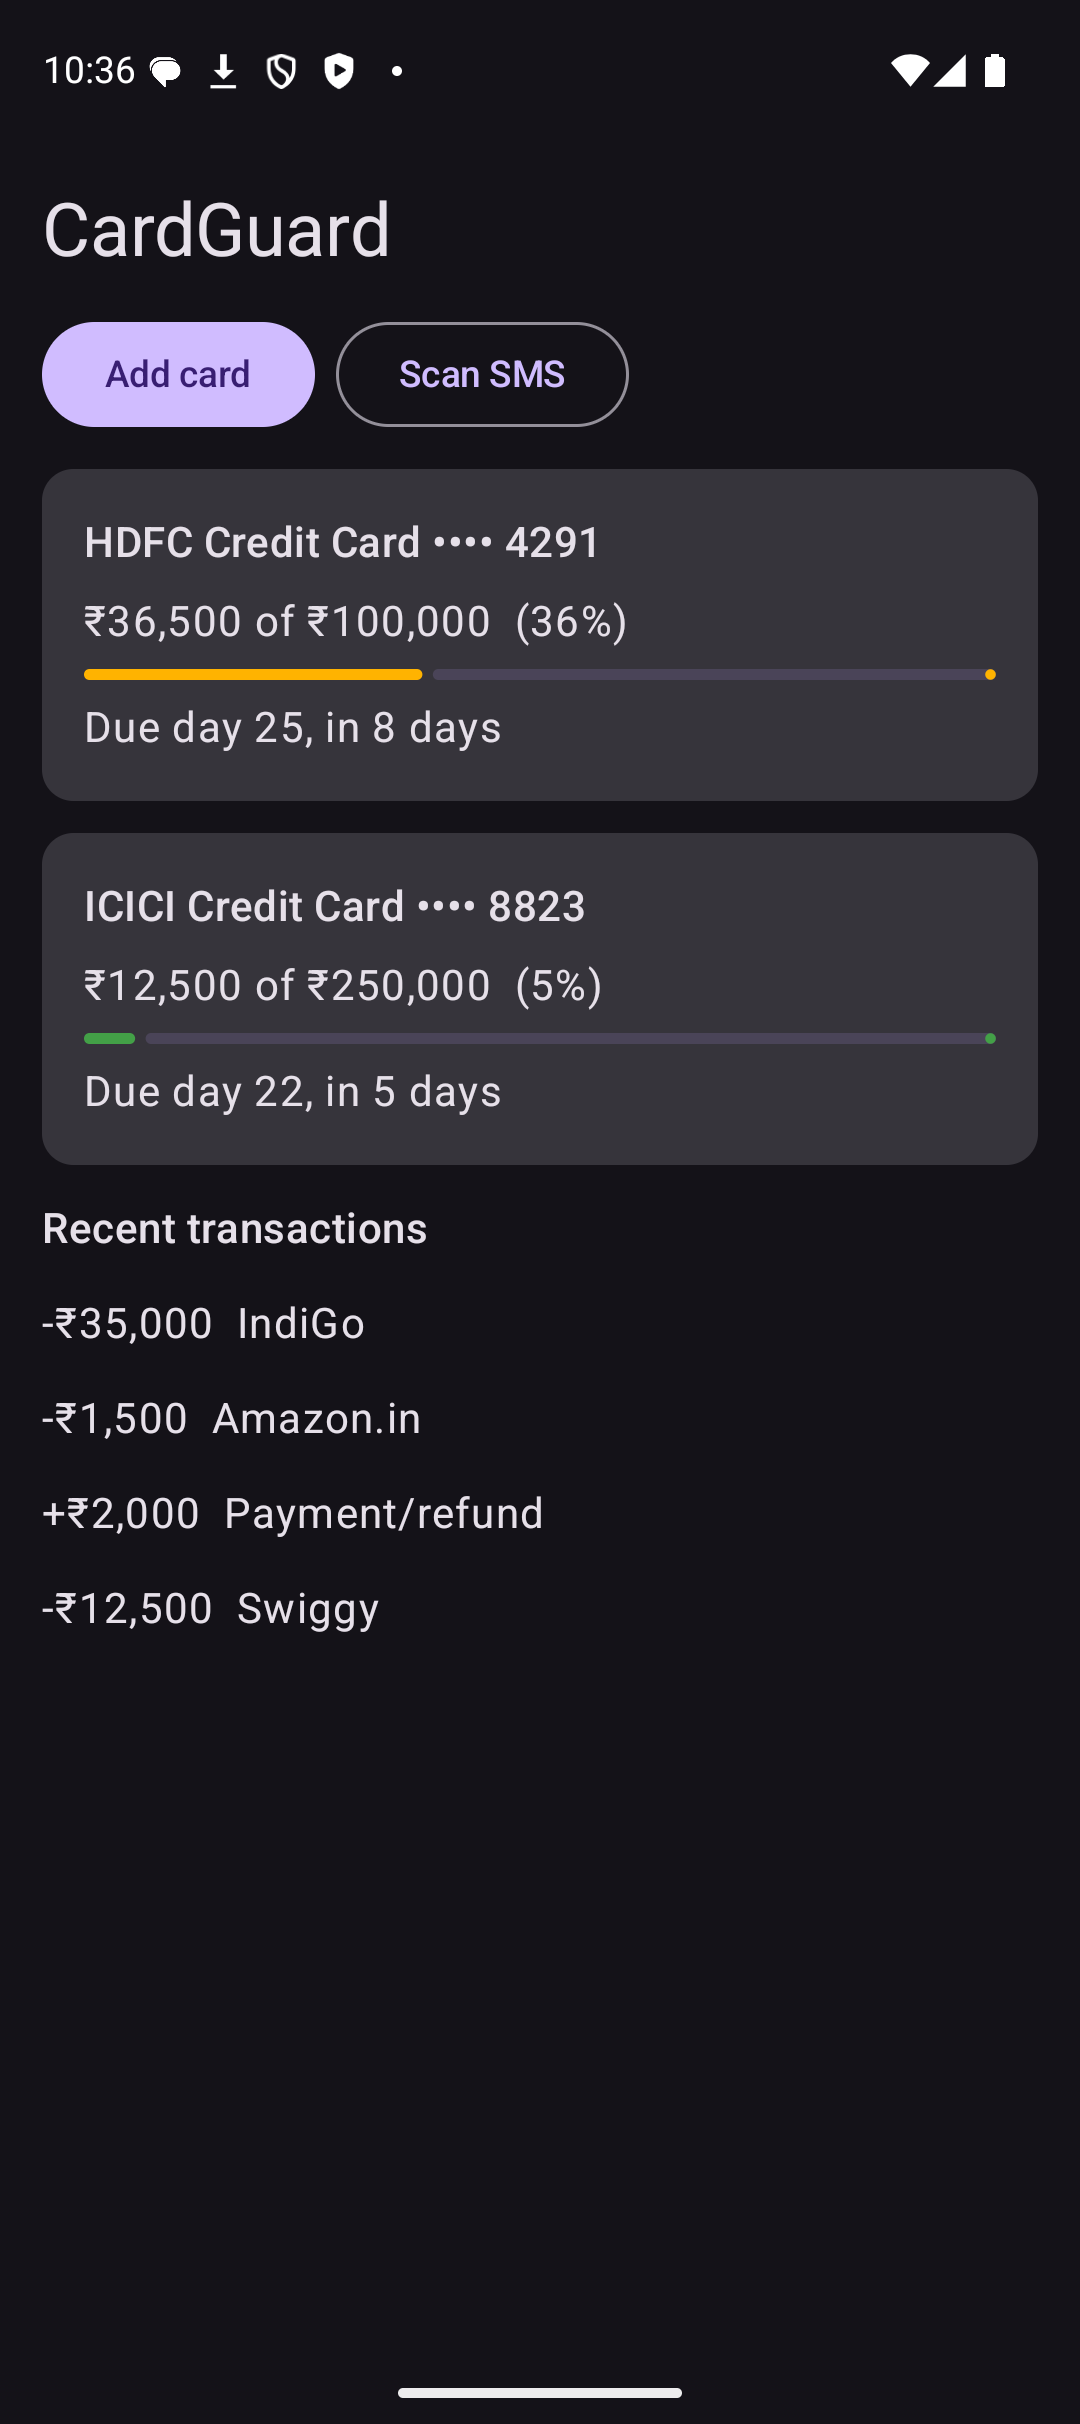 10:36
CardGuard
Add card
Scan SMS
HDFC Credit Card •••• 4291
₹36,500 of ₹100,000 (36%)
Due day 25, in 8 days
ICICI Credit Card •••• 8823
₹12,500 of ₹250,000 (5%)
Due day 22, in 5 days
Recent transactions
-₹35,000 IndiGo
-₹1,500 Amazon.in
+₹2,000 Payment/refund
-₹12,500 Swiggy